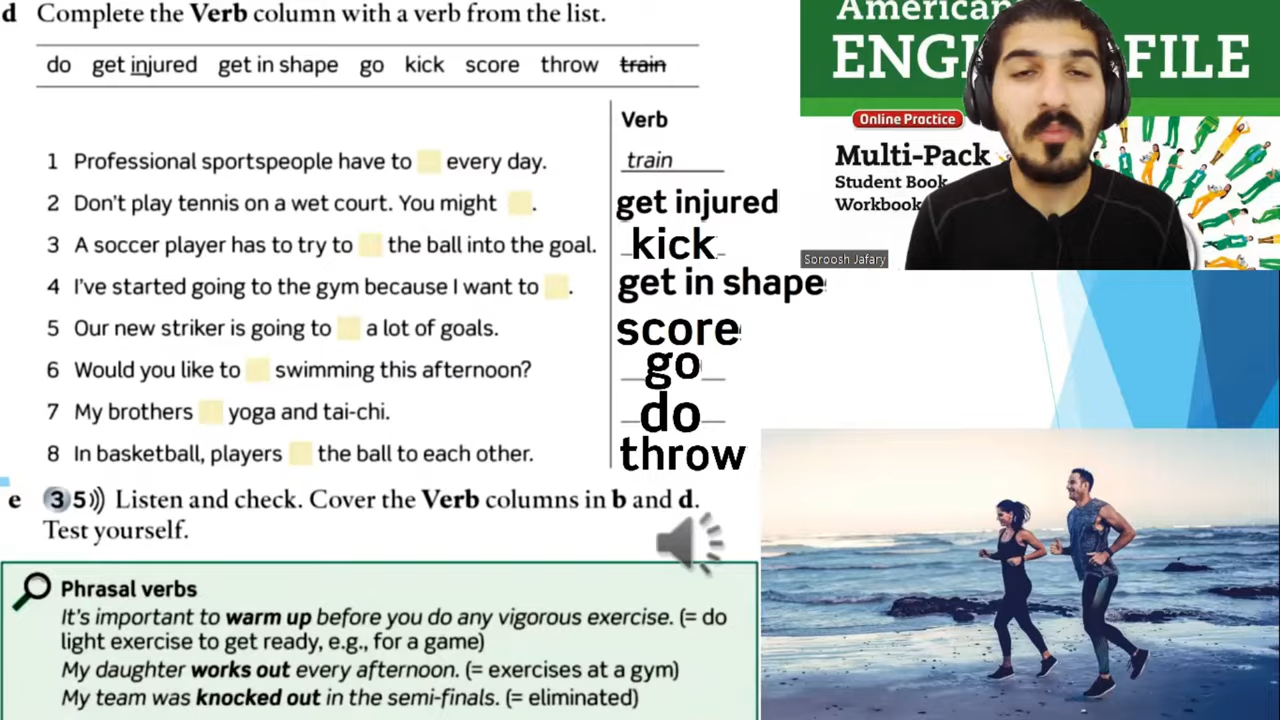 d Complete the Verb column with a verb from the list.
do get injured get in shape go kick score throw train
Verb
1 Professional sportspeople have to every day. train
2 Don't play tennis on a wet court. You might . get injured
3 A soccer player has to try to the ball into the goal. kick
4 I've started going to the gym because I want to . get in shape
5 Our new striker is going to a lot of goals. score
6 Would you like to swimming this afternoon? go
7 My brothers yoga and tai-chi. do
8 In basketball, players the ball to each other. throw
e 3 5 Listen and check. Cover the Verb columns in b and d.
Test yourself.
Phrasal verbs
It's important to warm up before you do any vigorous exercise. (= do
light exercise to get ready, e.g., for a game)
My daughter works out every afternoon. (= exercises at a gym)
My team was knocked out in the semi-finals. (= eliminated)
American
FILE
Online Practice
Multi-Pack
Student Book
Workbook
Soroosh Jafary